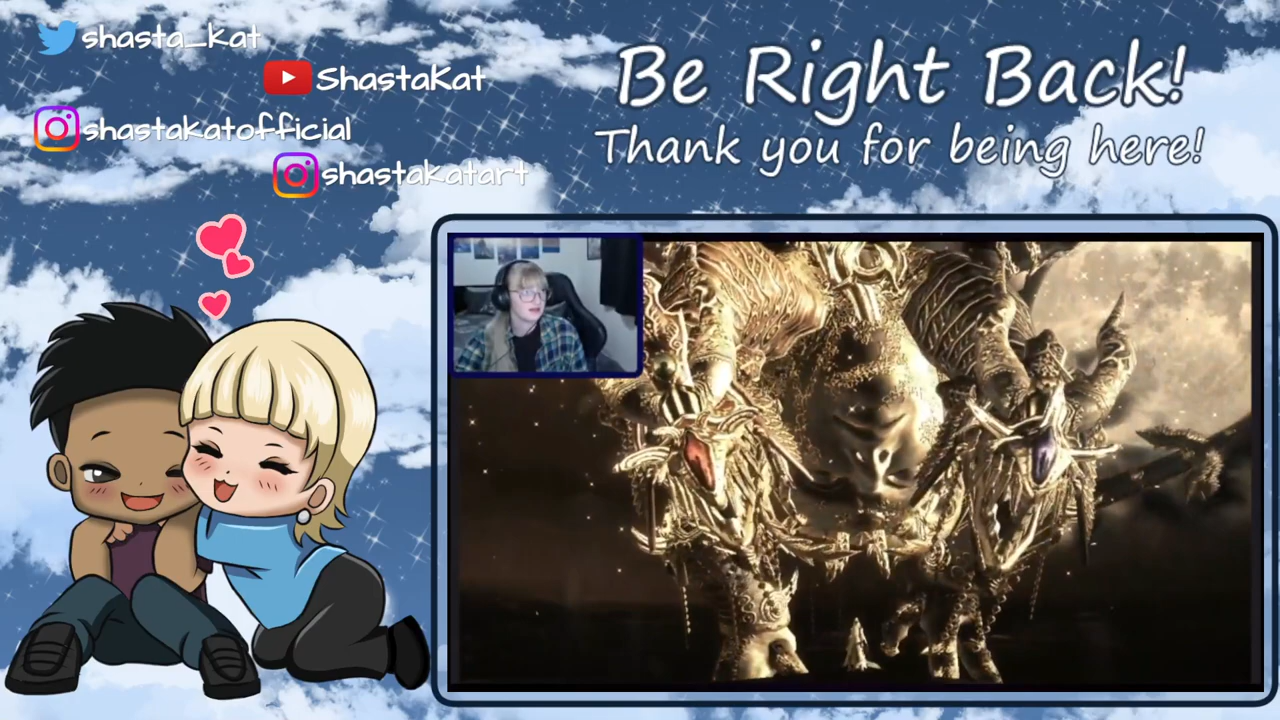 shasta_kat
ShastaKat
shastakatofficial
shastakatart
Be Right Back!
Thank you for being here!